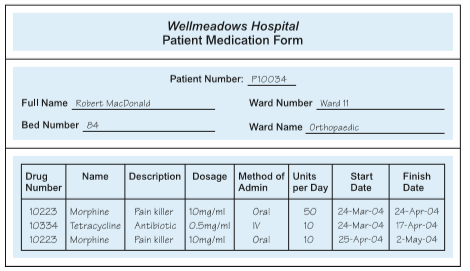 Wellmeadows Hospital
Patient Medication Form
Patient Number: P10034
Full Name Robert MacDonald Ward Number Ward 11
Bed Number 84 Ward Name Orthopaedic
Drug Number Name Description Dosage Method of Admin Units per Day Start Date Finish Date
10223 Morphine Pain killer 10mg/ml Oral 50 24-Mar-04 24-Apr-04
10334 Tetracycline Antibiotic 0.5mg/ml IV 10 24-Mar-04 17-Apr-04
10223 Morphine Pain killer 10mg/ml Oral 10 25-Apr-04 2-May-04